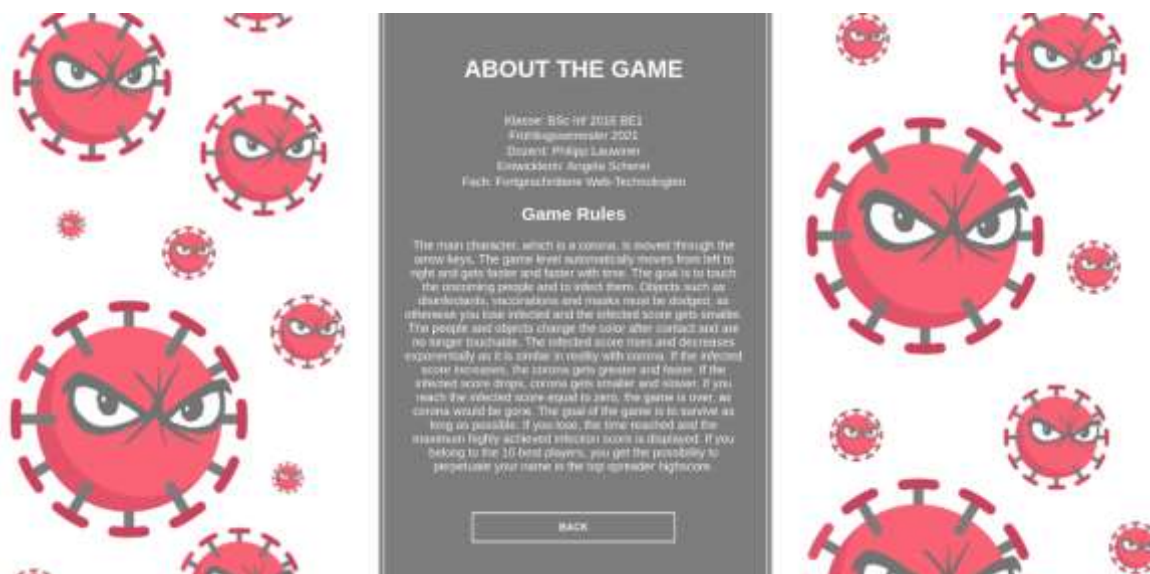 ABOUT THE GAME
Klasse: BSc Inf 2016 BE1
Frühlingssemester 2021
Dozent: Philipp
Entwicklerin: Angela
Fach: Fortgeschrittene Web-Technologien
Game Rules
The main character, which is a corona, is moved through the
arrow keys. The game level automatically moves from left to
right and gets faster and faster with time. The goal is to touch
the oncoming people and to infect them. Objects such as
disinfectants, vaccinations and masks must be dodged, as
otherwise you lose infected and the infected score gets smaller.
The people and objects change the color after contact and are
no longer touchable. The infected score rises and decreases
exponentially as it is similar in reality with corona. If the infected
score increases, the corona gets greater and faster. If the
infected score drops, corona gets smaller and slower. If you
reach the infected score equal to zero, the game is over, as
corona would be gone. The goal of the game is to survive as
long as possible. If you lose, the time reached and the
maximum highly achieved infection score is displayed. If you
belong to the 10 best players, you get the possibility to
perpetuate your name in the top spreader highscore.
BACK